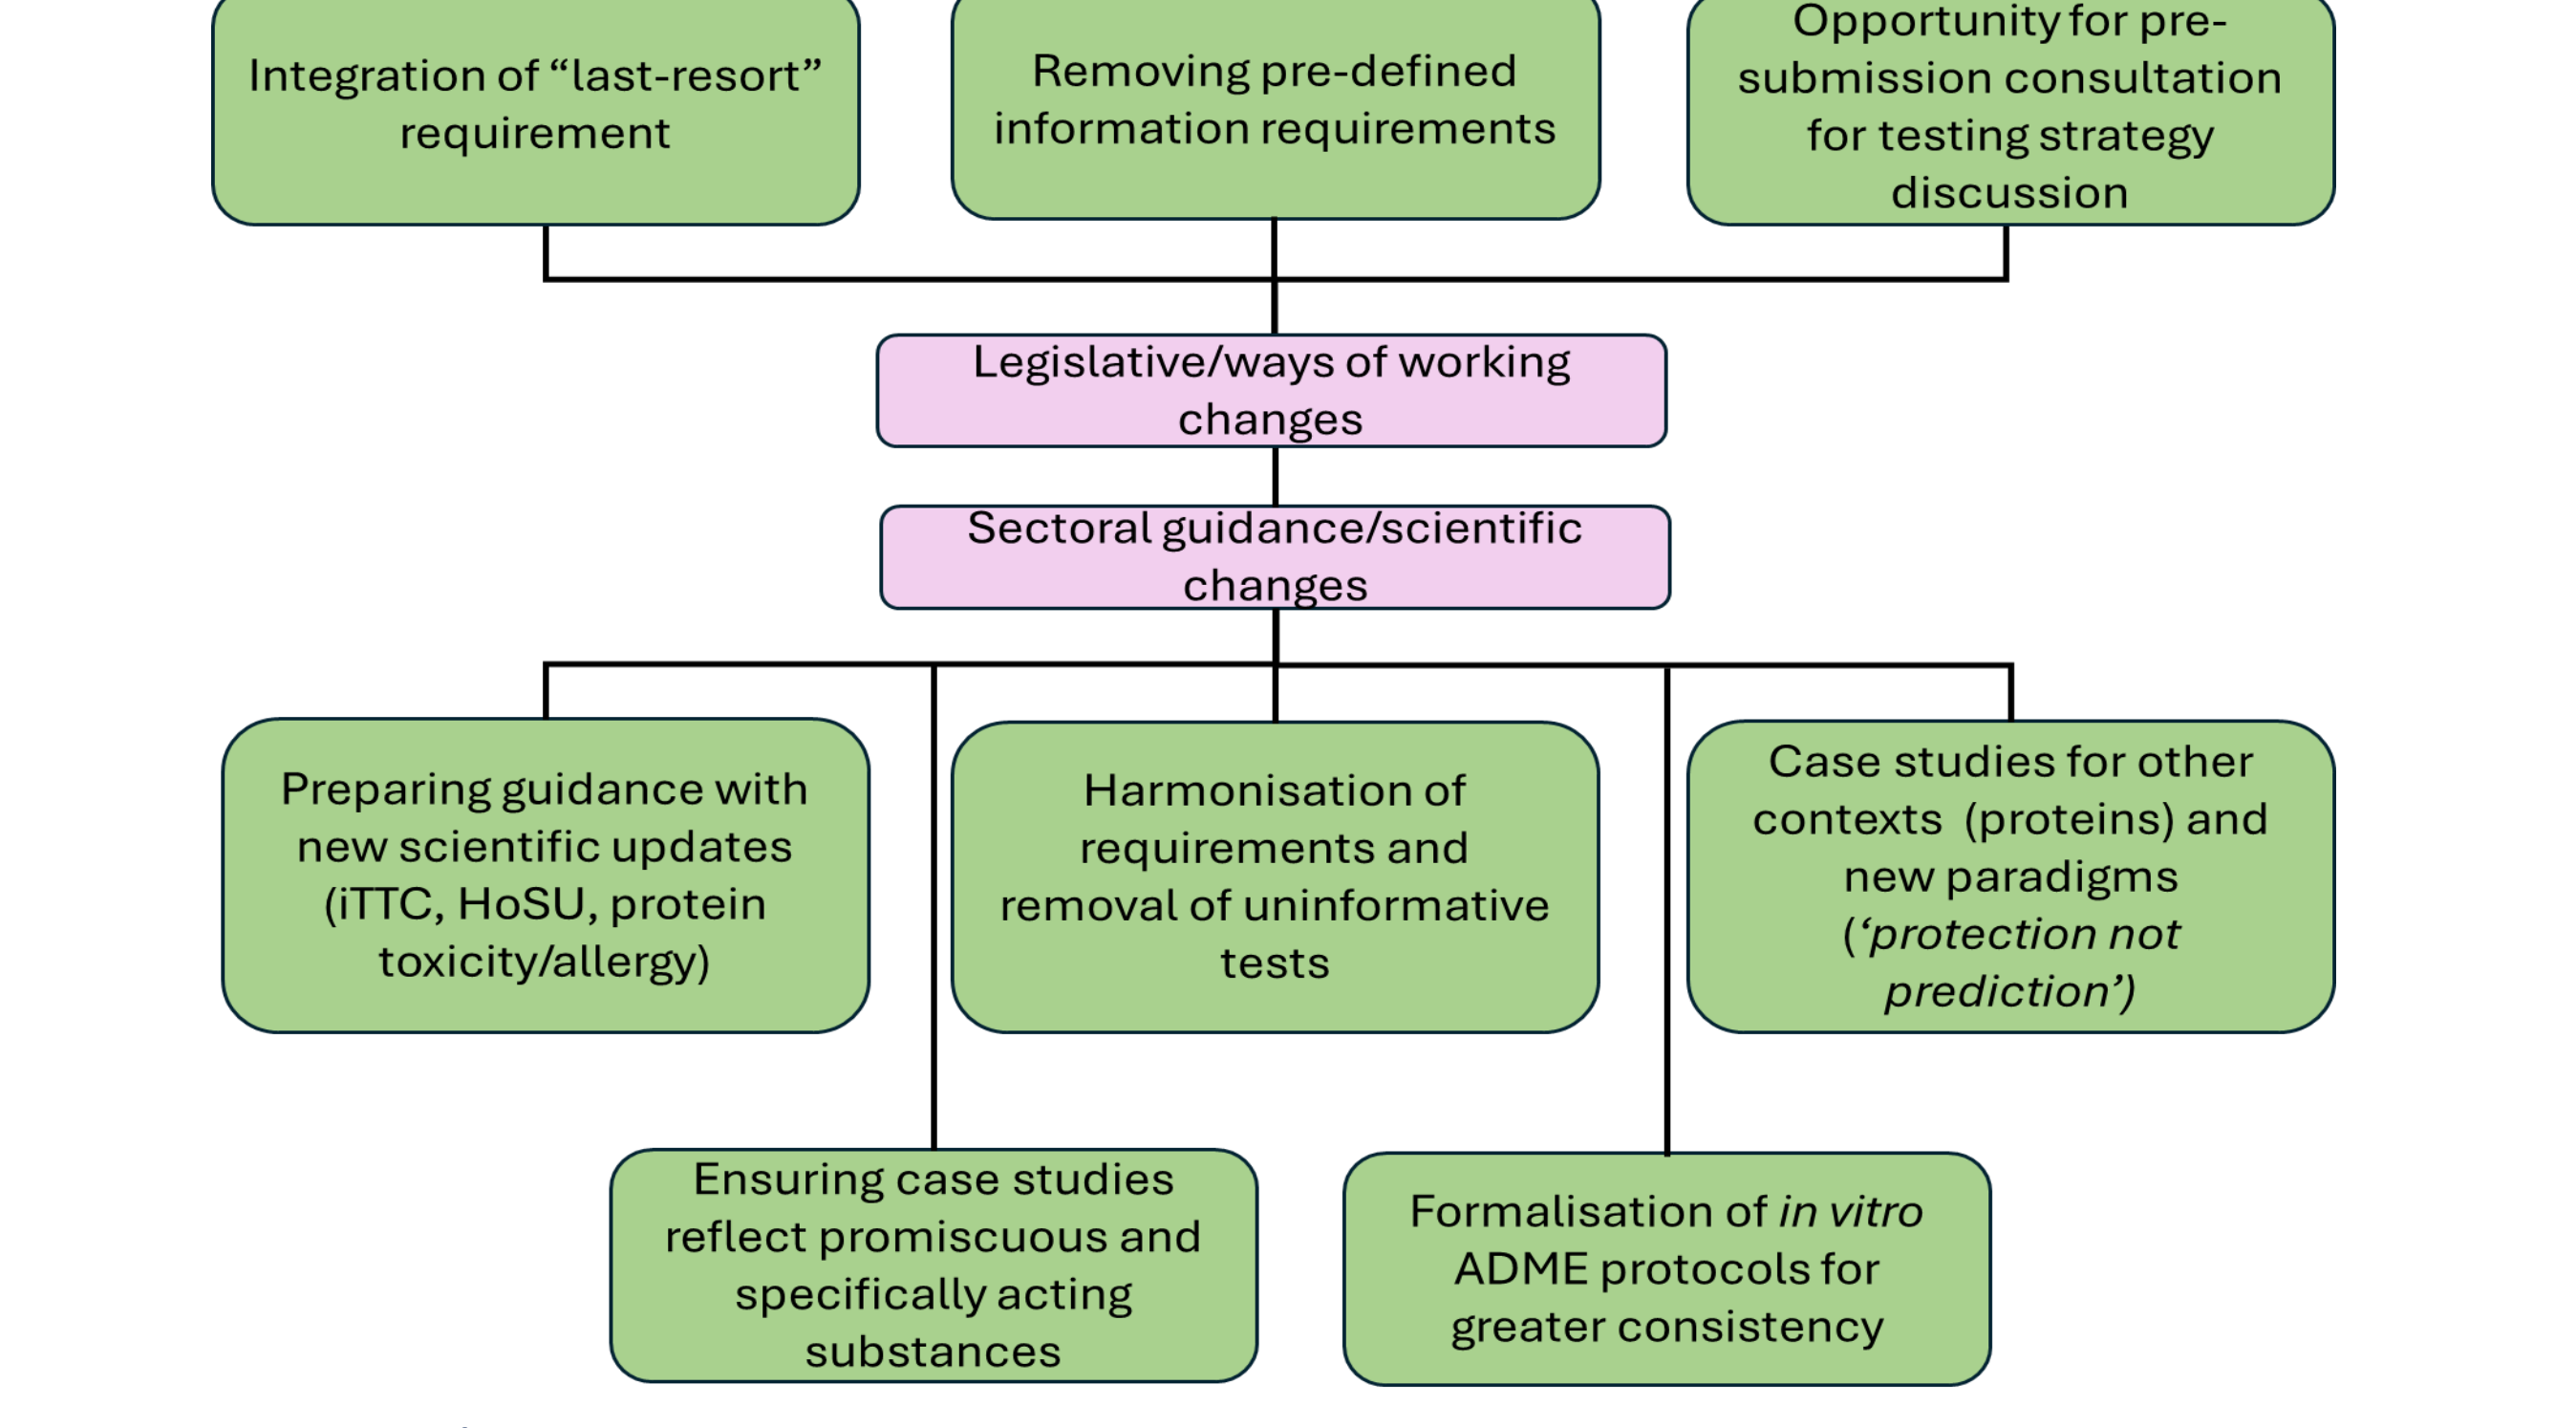 Integration of “last-resort”
requirement
Removing pre-defined
information requirements
Opportunity for pre-
submission consultation
for testing strategy
discussion
Legislative/ways of working
changes
Sectoral guidance/scientific
changes
Preparing guidance with
new scientific updates
(iTTC, HoSU, protein
toxicity/allergy)
Harmonisation of
requirements and
removal of uninformative
tests
Case studies for other
contexts (proteins) and
new paradigms
(‘protection not
prediction’)
Ensuring case studies
reflect promiscuous and
specifically acting
substances
Formalisation of in vitro
ADME protocols for
greater consistency